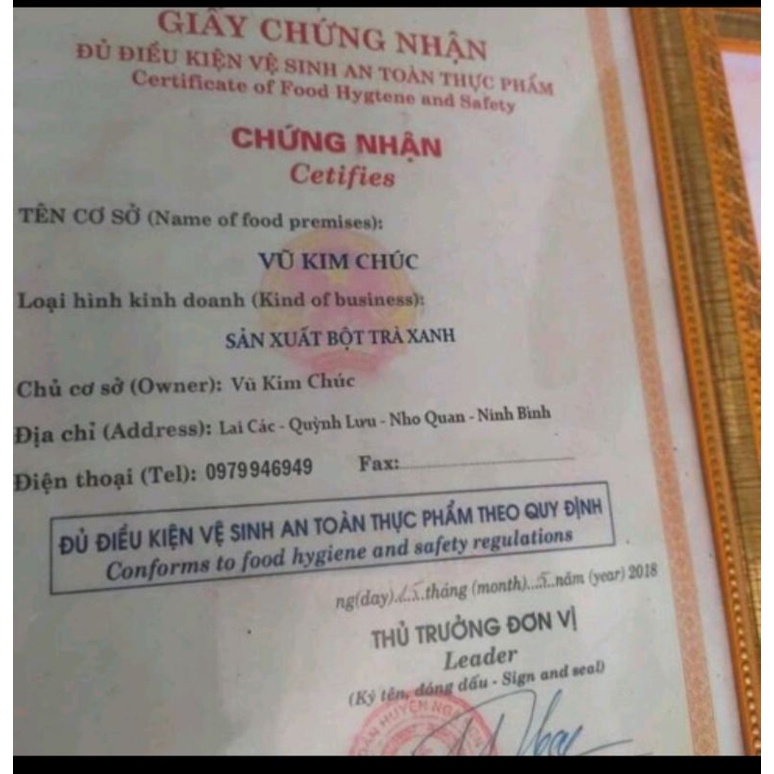 GIẤY CHỨNG NHẬN
ĐỦ ĐIỀU KIỆN VỆ SINH AN TOÀN THỰC PHẨM
Certificate of Food Hygtene and Safety
CHỨNG NHẬN
Cetifies
TÊN CƠ SỞ (Name of food premises):
VŨ KIM CHÚC
Loại hình kinh doanh (Kind of business):
SẢN XUẤT BỘT TRÀ XANH
Chủ cơ sở (Owner): Vũ Kim Chúc
Địa chỉ (Address): Lai Các - Quỳnh Lưu - Nho Quan - Ninh Bình
Điện thoại (Tel): 0979946949 Fax:
ĐỦ ĐIỀU KIỆN VỆ SINH AN TOÀN THỰC PHẨM THEO QUY ĐỊNH
Conforms to food hygiene and safety regulations
ng(day) tháng (month)...5..năm (year) 2018
THỦ TRƯỞNG ĐƠN VỊ
Leader
(Ký tên, đóng dấu - Sign and seal)
HUYỆN